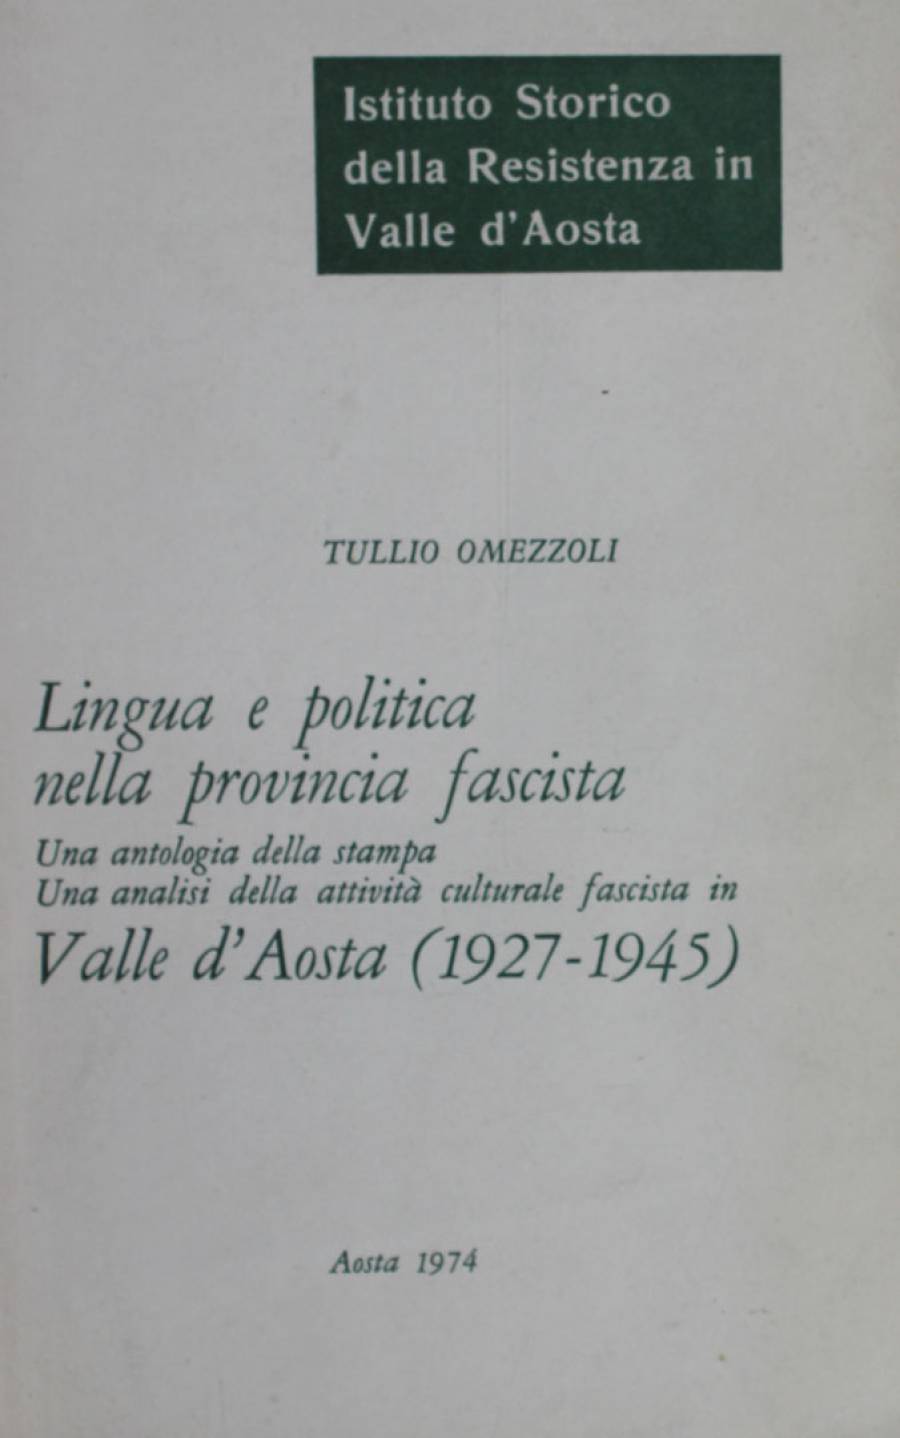 Istituto Storico
della Resistenza in
Valle d'Aosta
TULLIO OMEZZOLI
Lingua e politica
nella provincia fascista
Una antologia della stampa
Una analisi della attività culturale fascista in
Valle d'Aosta (1927-1945)
Aosta 1974